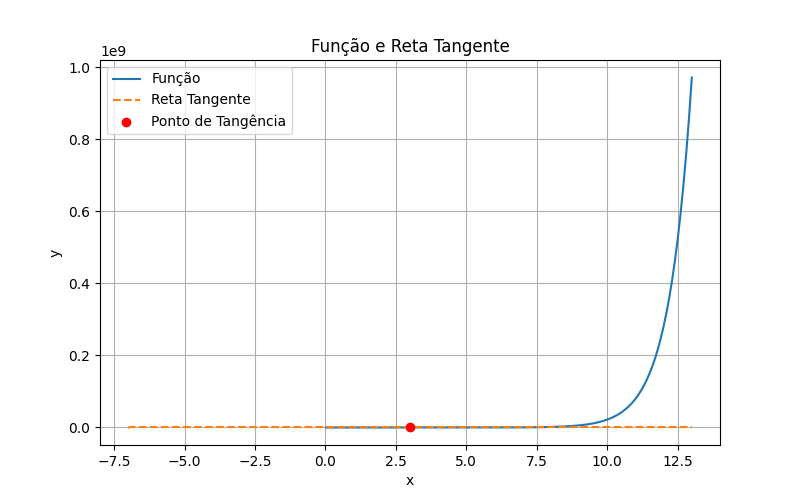 Função e Reta Tangente
1e9
Função
Reta Tangente
Ponto de Tangência
1.0
0.8
0.6
0.4
0.2
0.0
y
−7.5 −5.0 −2.5 0.0 2.5 5.0 7.5 10.0 12.5
x